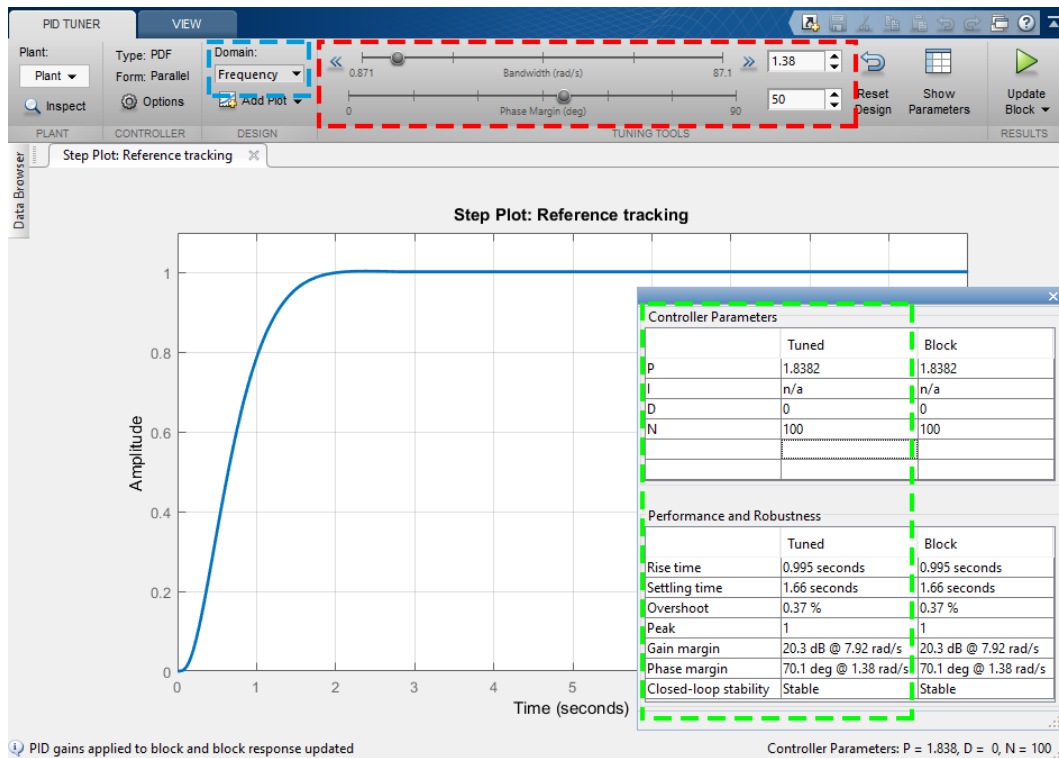 PID TUNER VIEW
Plant: Type: PDF Domain:
Plant Form: Parallel Frequency 0.871 Bandwidth (rad/s) 87.1 1.38
Inspect Options Add Plot 0 Phase Margin (deg) 90 50 Reset Design Show Parameters Update Block
PLANT CONTROLLER DESIGN TUNING TOOLS RESULTS
Data Browser
Step Plot: Reference tracking
Step Plot: Reference tracking
Amplitude
1
0.8
0.6
0.4
0.2
0
0 1 2 3 4 5
Time (seconds)
Controller Parameters
Tuned Block
P 1.8382 1.8382
I n/a n/a
D 0 0
N 100 100
Performance and Robustness
Tuned Block
Rise time 0.995 seconds 0.995 seconds
Settling time 1.66 seconds 1.66 seconds
Overshoot 0.37 % 0.37 %
Peak 1 1
Gain margin 20.3 dB @ 7.92 rad/s 20.3 dB @ 7.92 rad/s
Phase margin 70.1 deg @ 1.38 rad/s 70.1 deg @ 1.38 rad/s
Closed-loop stability Stable Stable
PID gains applied to block and block response updated
Controller Parameters: P = 1.838, D = 0, N = 100